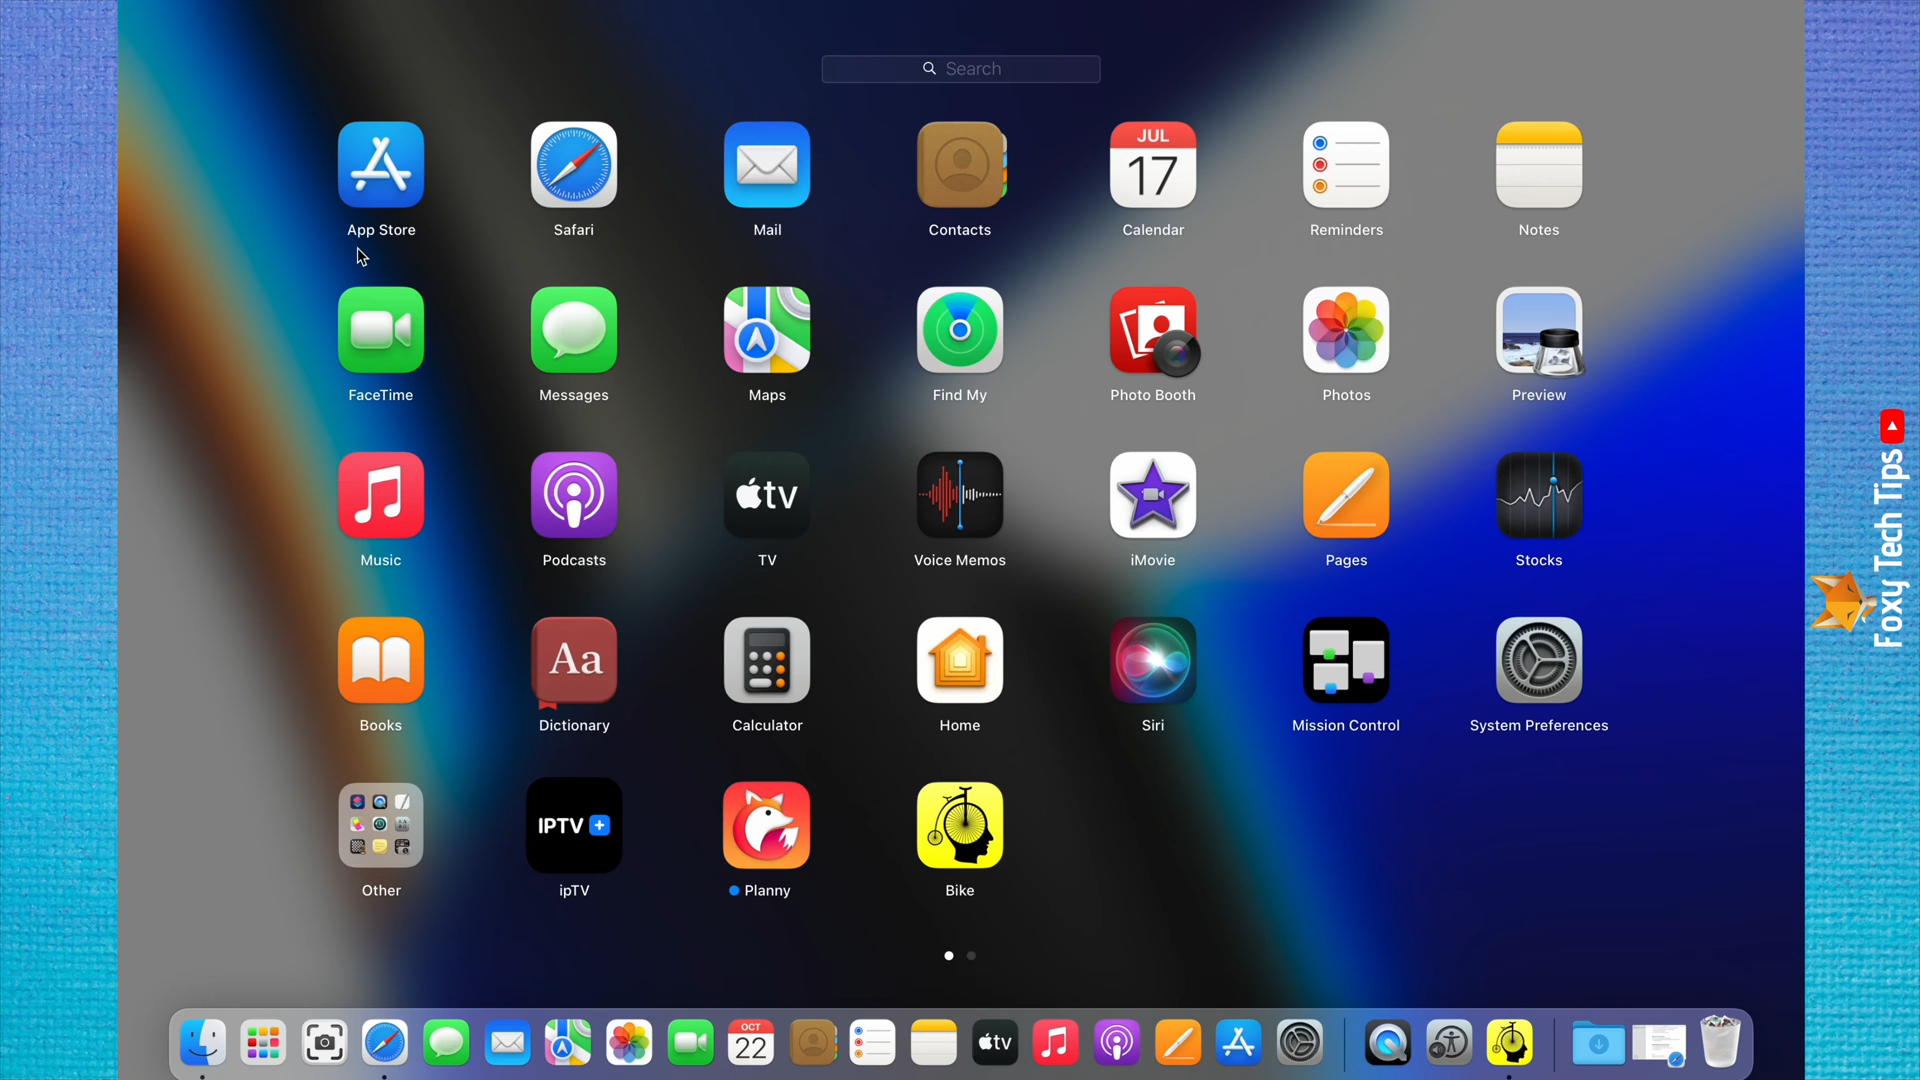 Search
App Store
Safari
Mail
Contacts
JUL
17
Calendar
Reminders
Notes
FaceTime
Messages
Maps
Find My
Photo Booth
Photos
Preview
Music
Podcasts
tv
TV
Voice Memos
iMovie
Pages
Stocks
Books
Aa
Dictionary
Calculator
Home
Siri
Mission Control
System Preferences
Other
IPTV +
ipTV
Planny
Bike
OCT
22
tv
Foxy Tech Tips